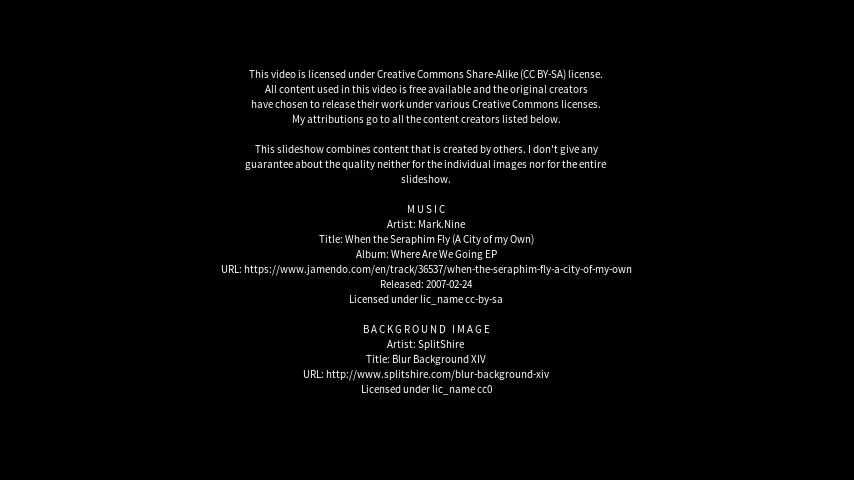 This video is licensed under Creative Commons Share-Alike (CC BY-SA) license.
All content used in this video is free available and the original creators
have chosen to release their work under various Creative Commons licenses.
My attributions go to all the content creators listed below.
This slideshow combines content that is created by others. I don't give any
guarantee about the quality neither for the individual images nor for the entire
slideshow.
MUSIC
Artist: Mark.Nine
Title: When the Seraphim Fly (A City of my Own)
Album: Where Are We Going EP
URL: https://www.jamendo.com/en/track/36537/when-the-seraphim-fly-a-city-of-my-own
Released: 2007-02-24
Licensed under lic_name cc-by-sa
BACKGROUND IMAGE
Artist: SplitShire
Title: Blur Background XIV
URL: http://www.splitshire.com/blur-background-xiv
Licensed under lic_name cc0